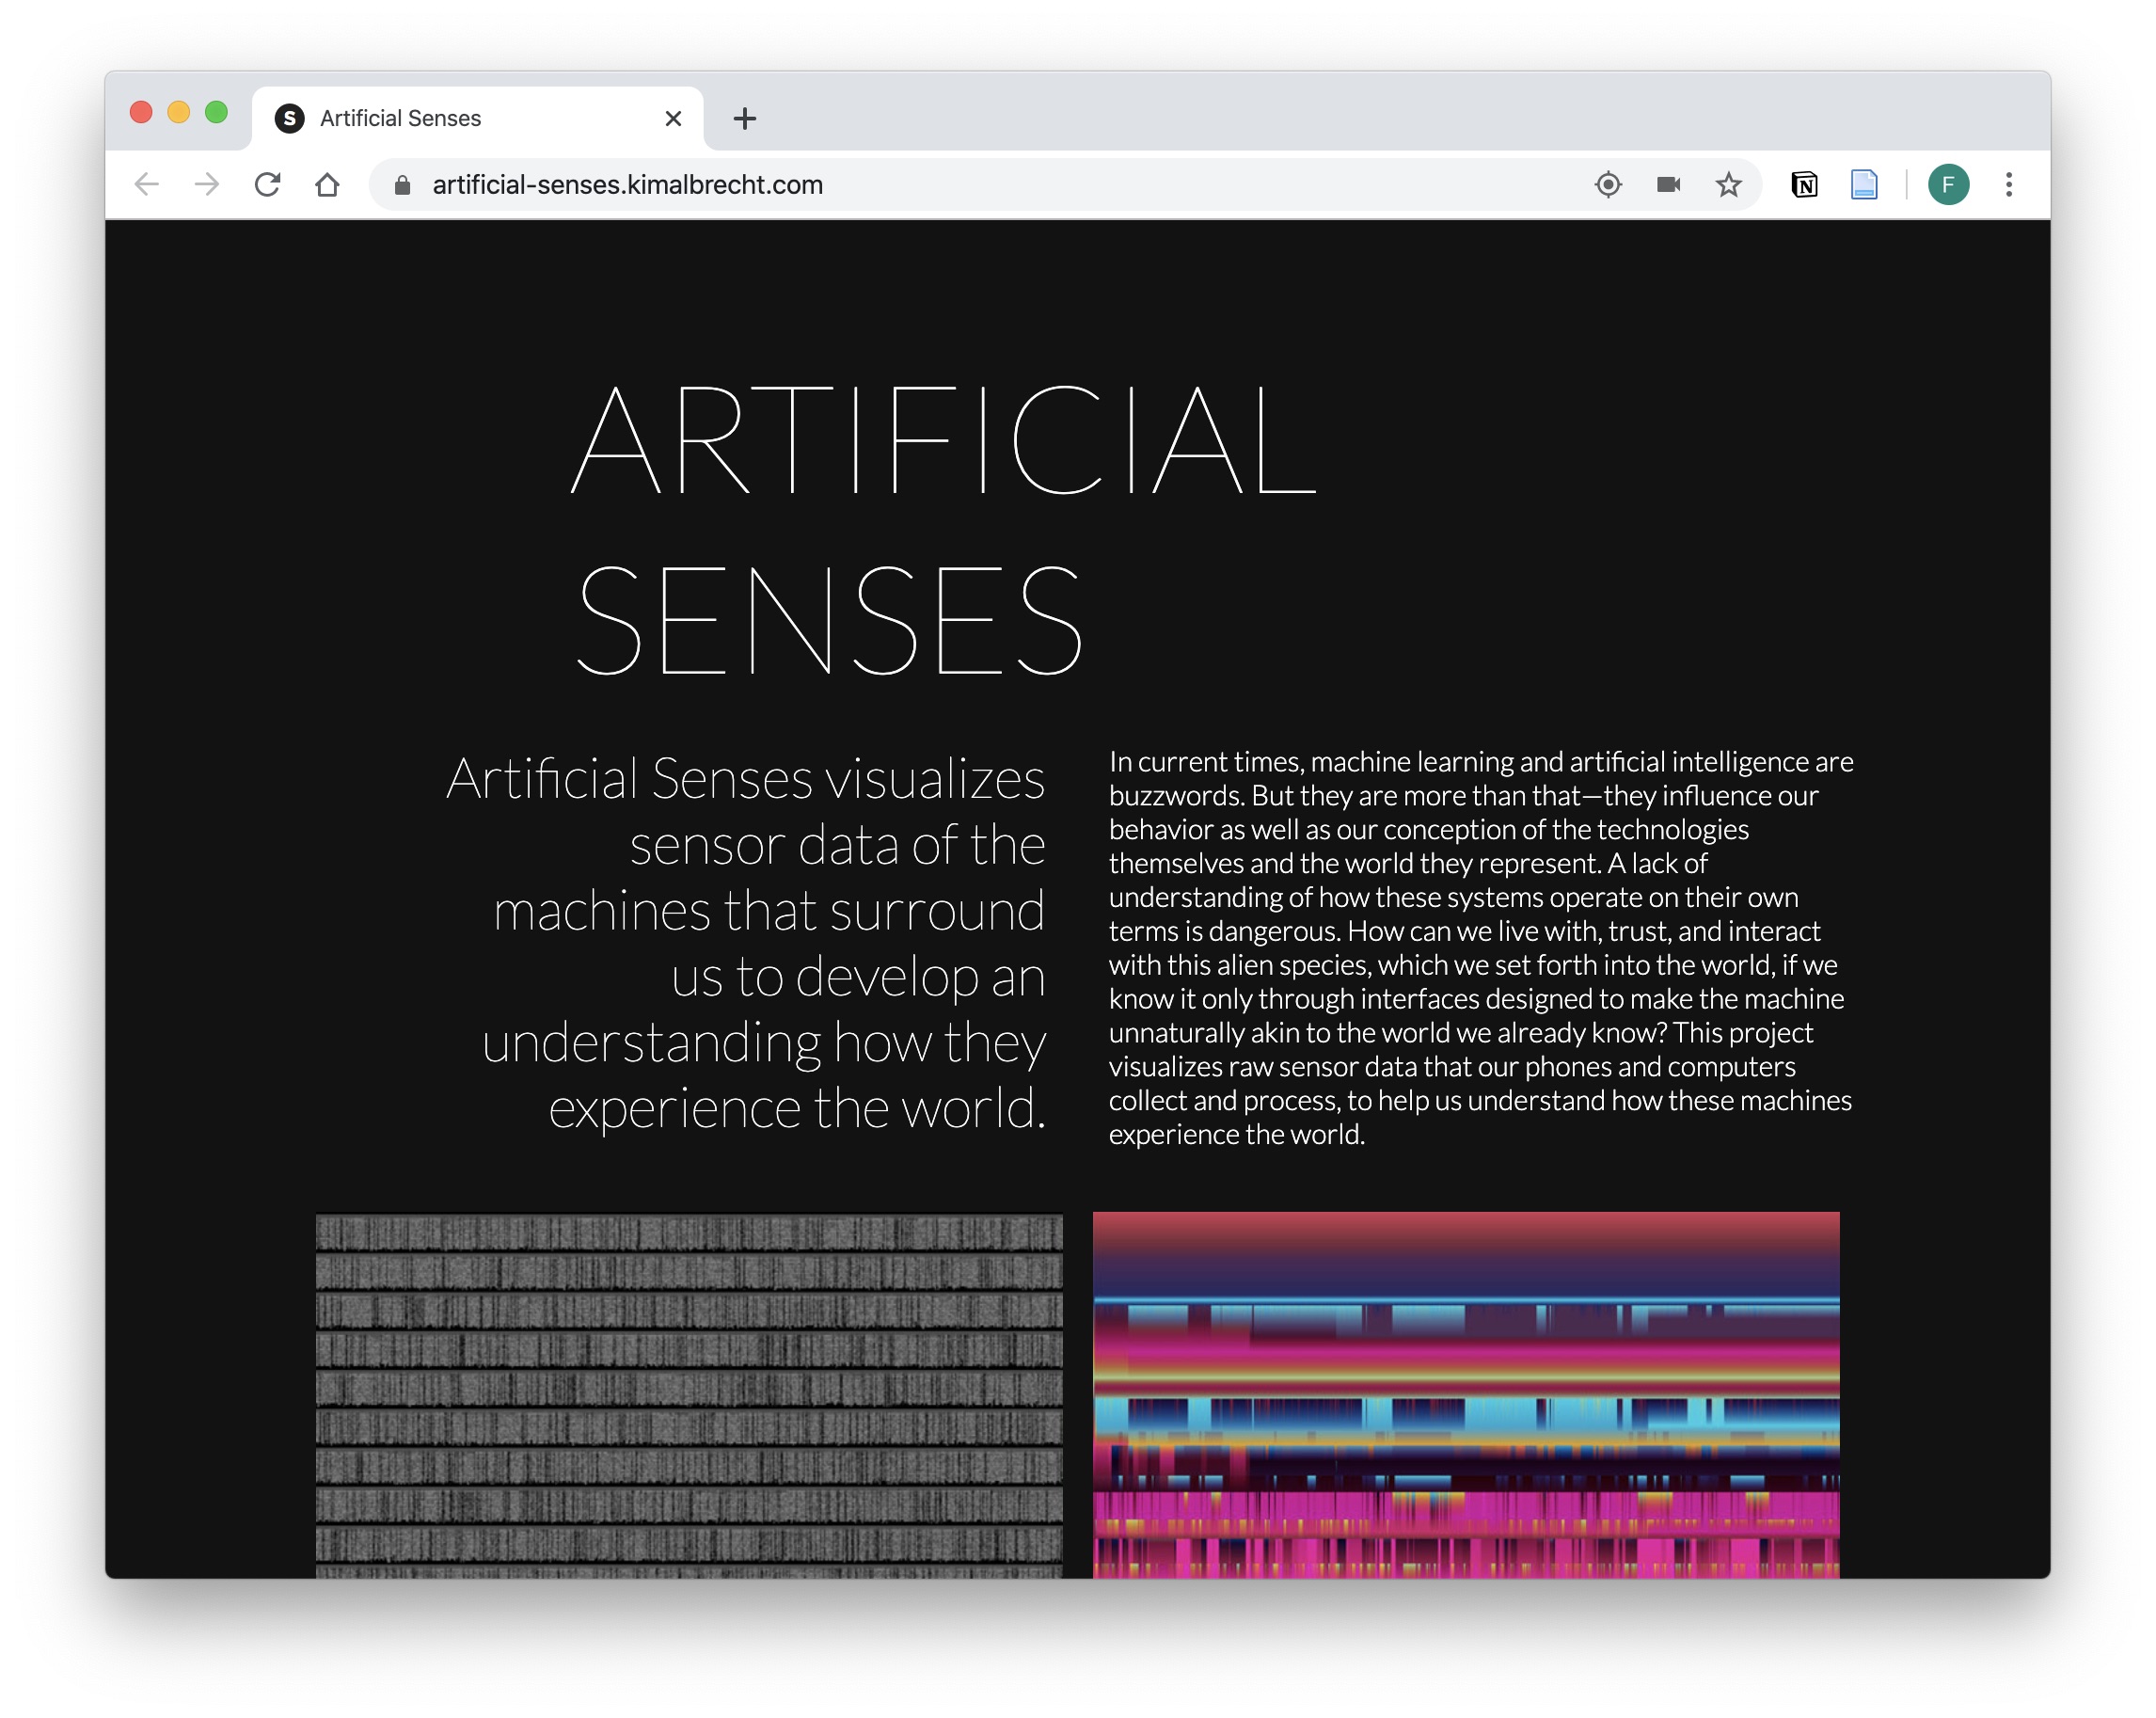 S Artificial Senses
artificial-senses.kimalbrecht.com
N
F
ARTIFICIAL
SENSES
Artificial Senses visualizes
sensor data of the
machines that surround
us to develop an
understanding how they
experience the world.
In current times, machine learning and artificial intelligence are
buzzwords. But they are more than that—they influence our
behavior as well as our conception of the technologies
themselves and the world they represent. A lack of
understanding of how these systems operate on their own
terms is dangerous. How can we live with, trust, and interact
with this alien species, which we set forth into the world, if we
know it only through interfaces designed to make the machine
unnaturally akin to the world we already know? This project
visualizes raw sensor data that our phones and computers
collect and process, to help us understand how these machines
experience the world.